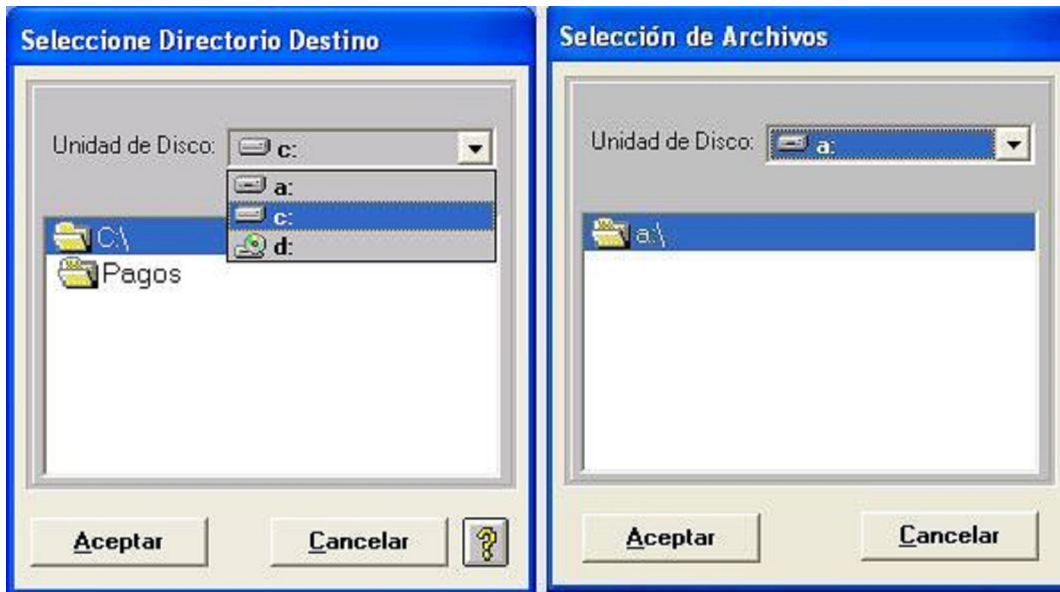 Seleccione Directorio Destino
Unidad de Disco: c:
a:
c:
d:
C:\
Pagos
Aceptar Cancelar
Selección de Archivos
Unidad de Disco: a:
a:\
Aceptar Cancelar